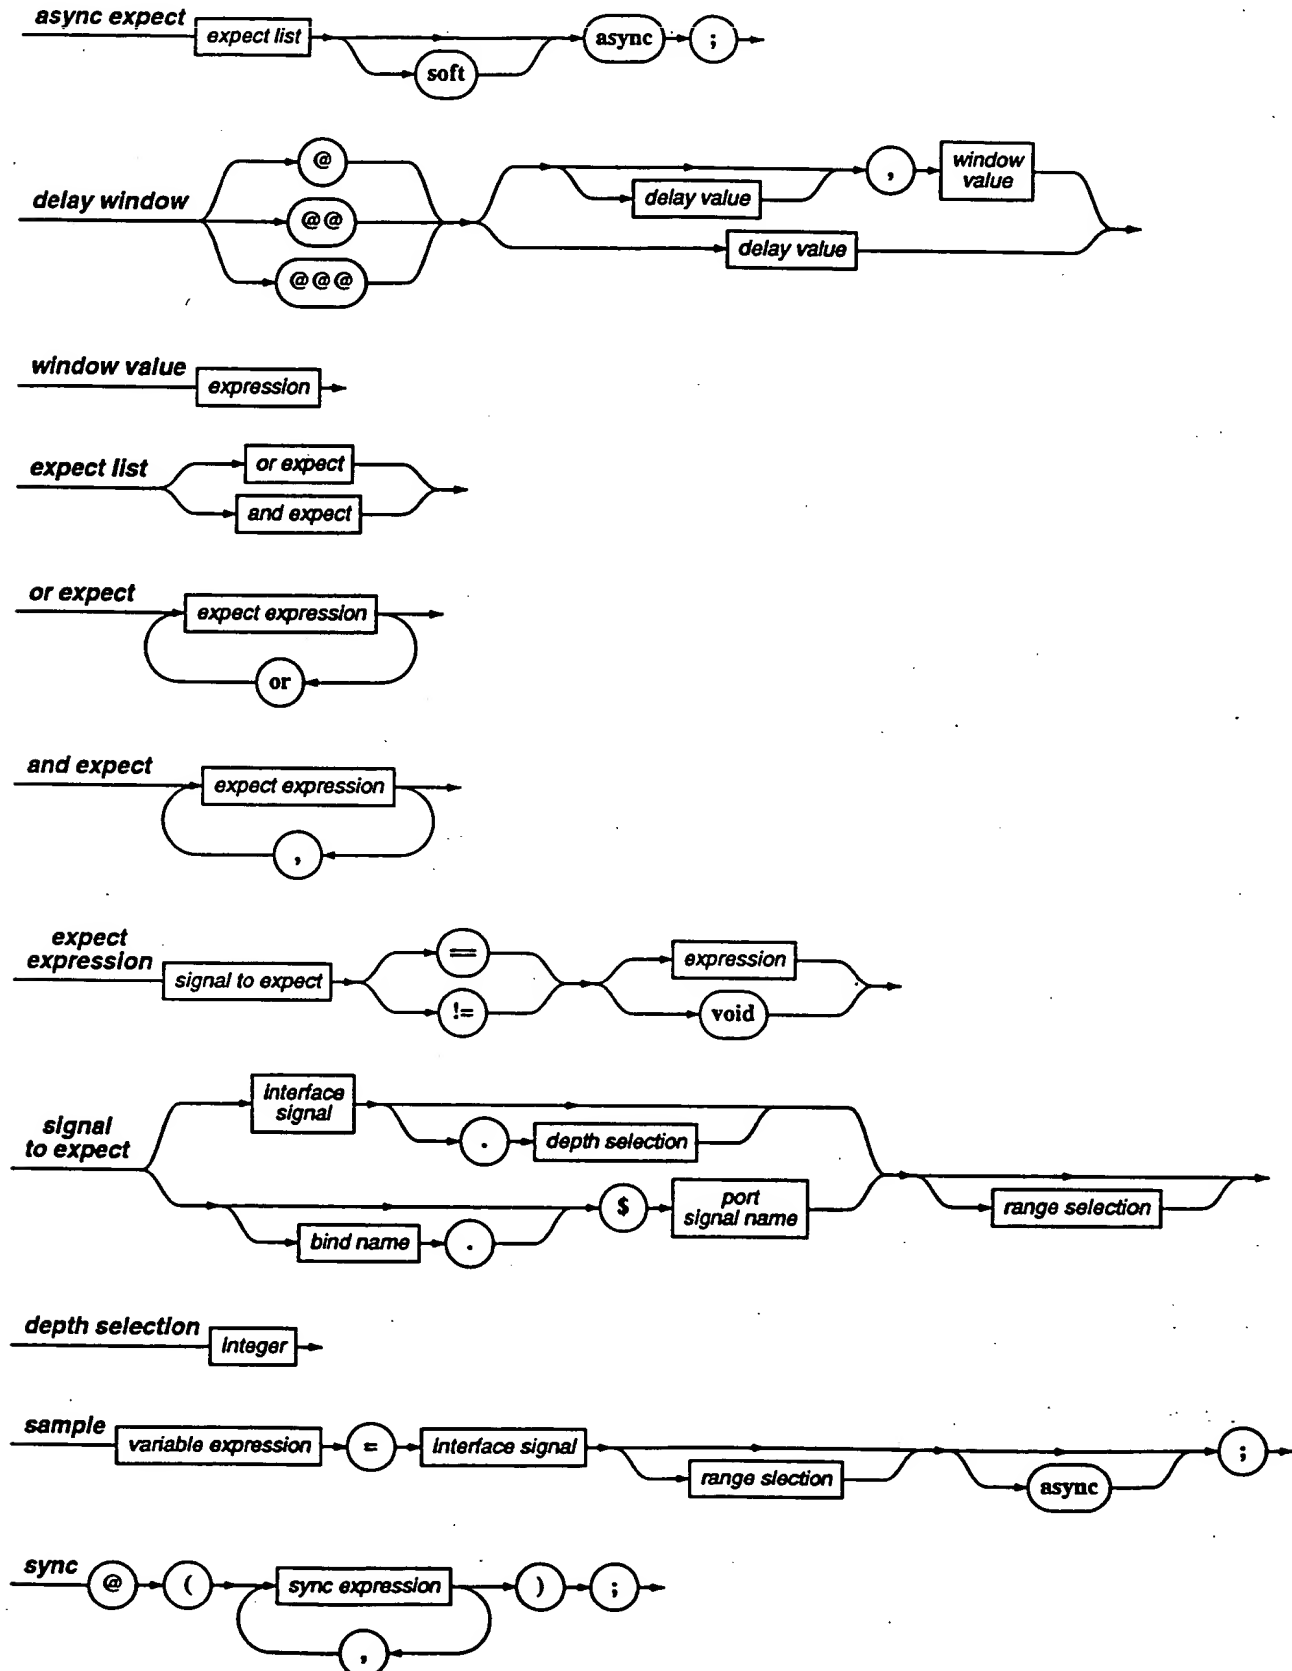 async expect
expect list
async
;
soft
@
window value
,
delay value
delay window
@@
delay value
@@@
window value
expression
expect list
or expect
and expect
or expect
expect expression
or
and expect
expect expression
,
expect expression
signal to expect
==
!=
expression
void
interface signal
signal to expect
.
depth selection
$
port signal name
range selection
bind name
.
depth selection
integer
sample
variable expression
=
Interface signal
range slection
async
;
sync
@
(
sync expression
)
;
,